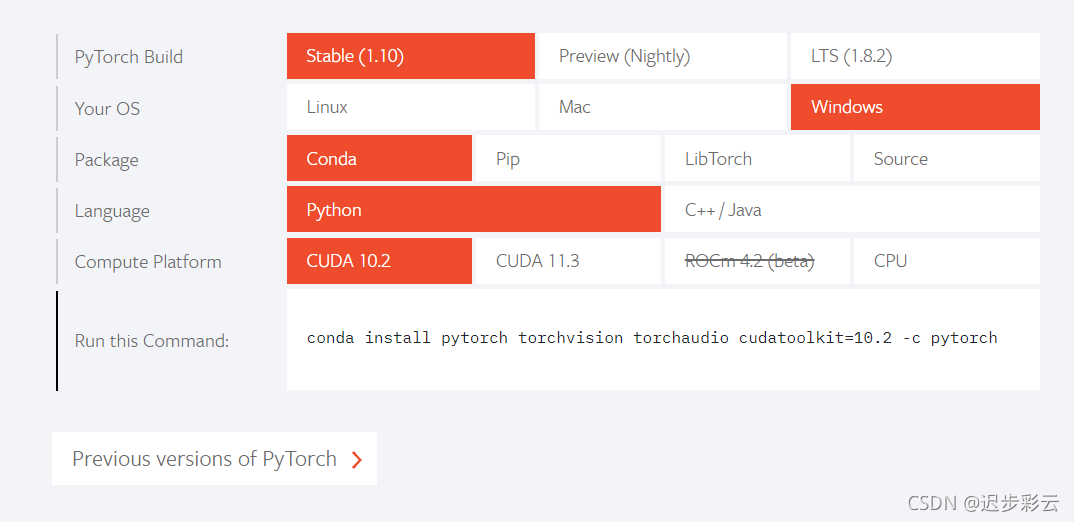 PyTorch Build Stable (1.10) Preview (Nightly) LTS (1.8.2)
Your OS Linux Mac Windows
Package Conda Pip LibTorch Source
Language Python C++ / Java
Compute Platform CUDA 10.2 CUDA 11.3 ROCm 4.2 (beta) CPU
Run this Command: conda install pytorch torchvision torchaudio cudatoolkit=10.2 -c pytorch
Previous versions of PyTorch
CSDN @迟步彩云